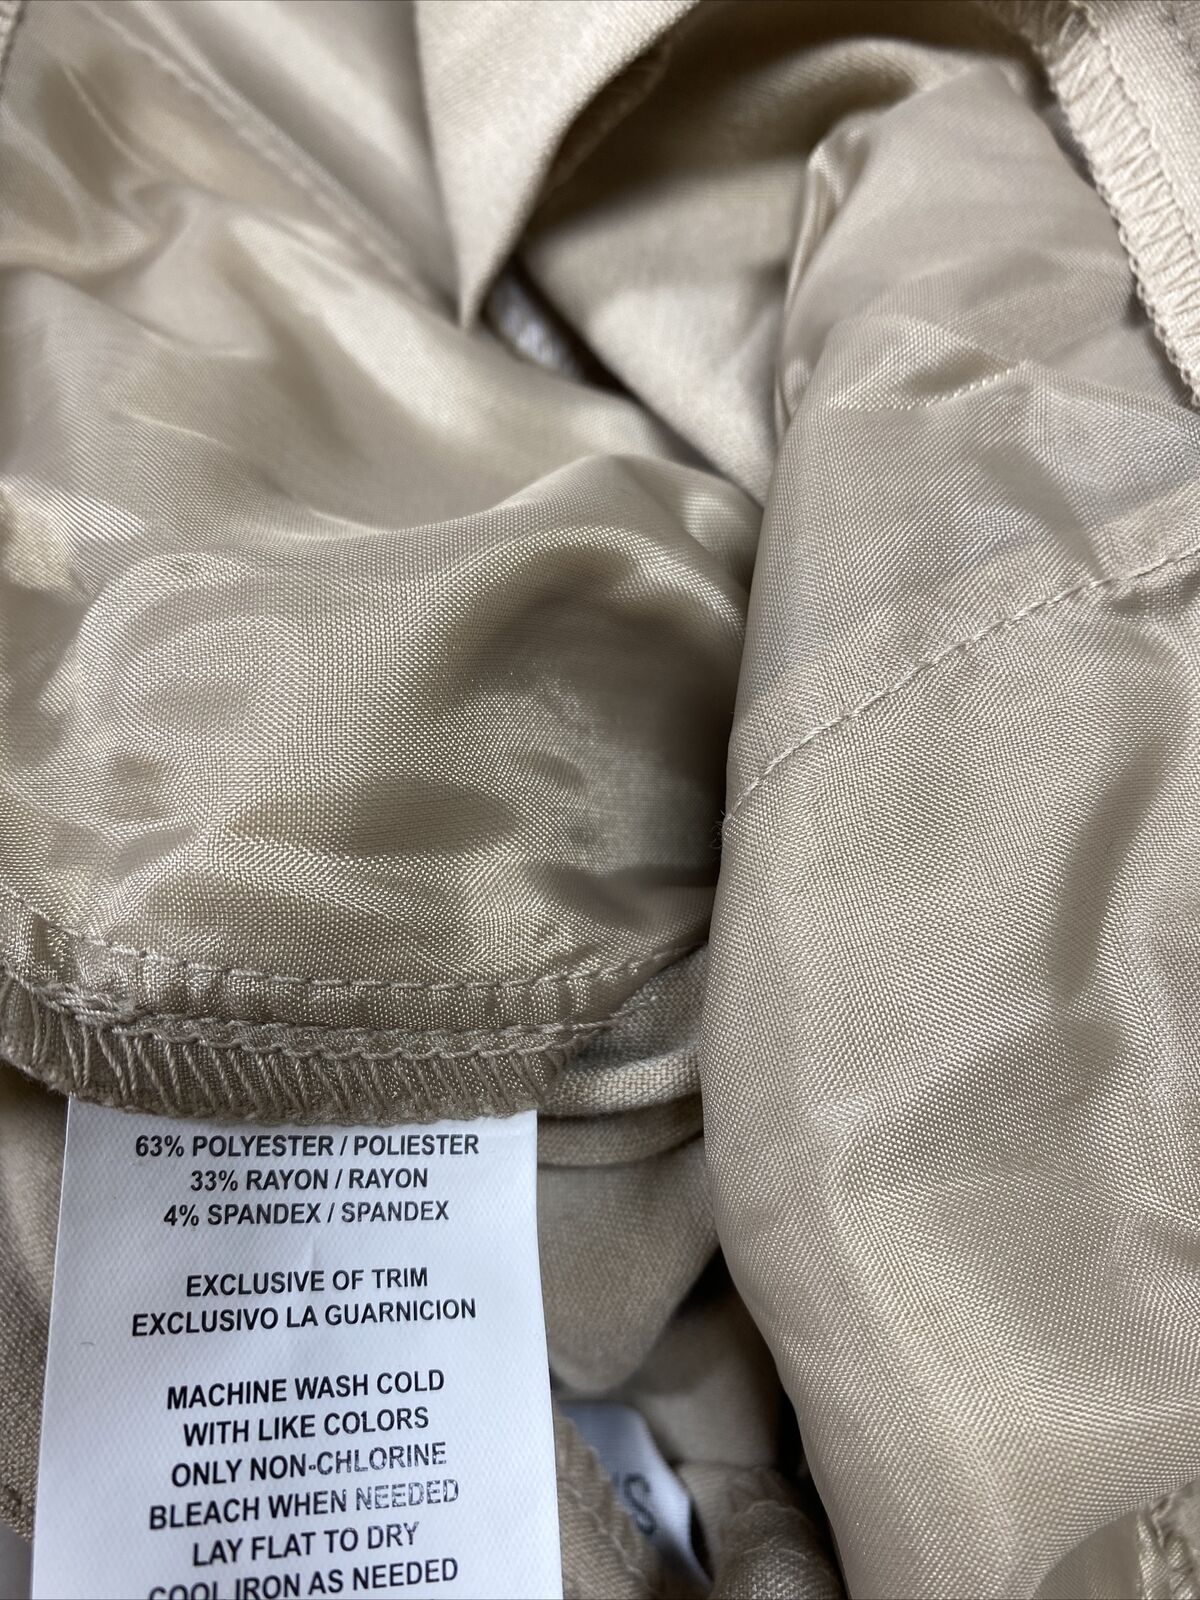 63% POLYESTER / POLIESTER
33% RAYON / RAYON
4% SPANDEX / SPANDEX
EXCLUSIVE OF TRIM
EXCLUSIVO LA GUARNICION
MACHINE WASH COLD
WITH LIKE COLORS
ONLY NON-CHLORINE
BLEACH WHEN NEEDED
LAY FLAT TO DRY
COOL IRON AS NEEDED